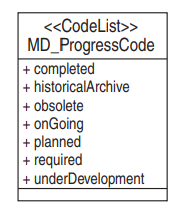 <<CodeList>>
MD_ProgressCode
+ completed
+ historicalArchive
+ obsolete
+ onGoing
+ planned
+ required
+ underDevelopment